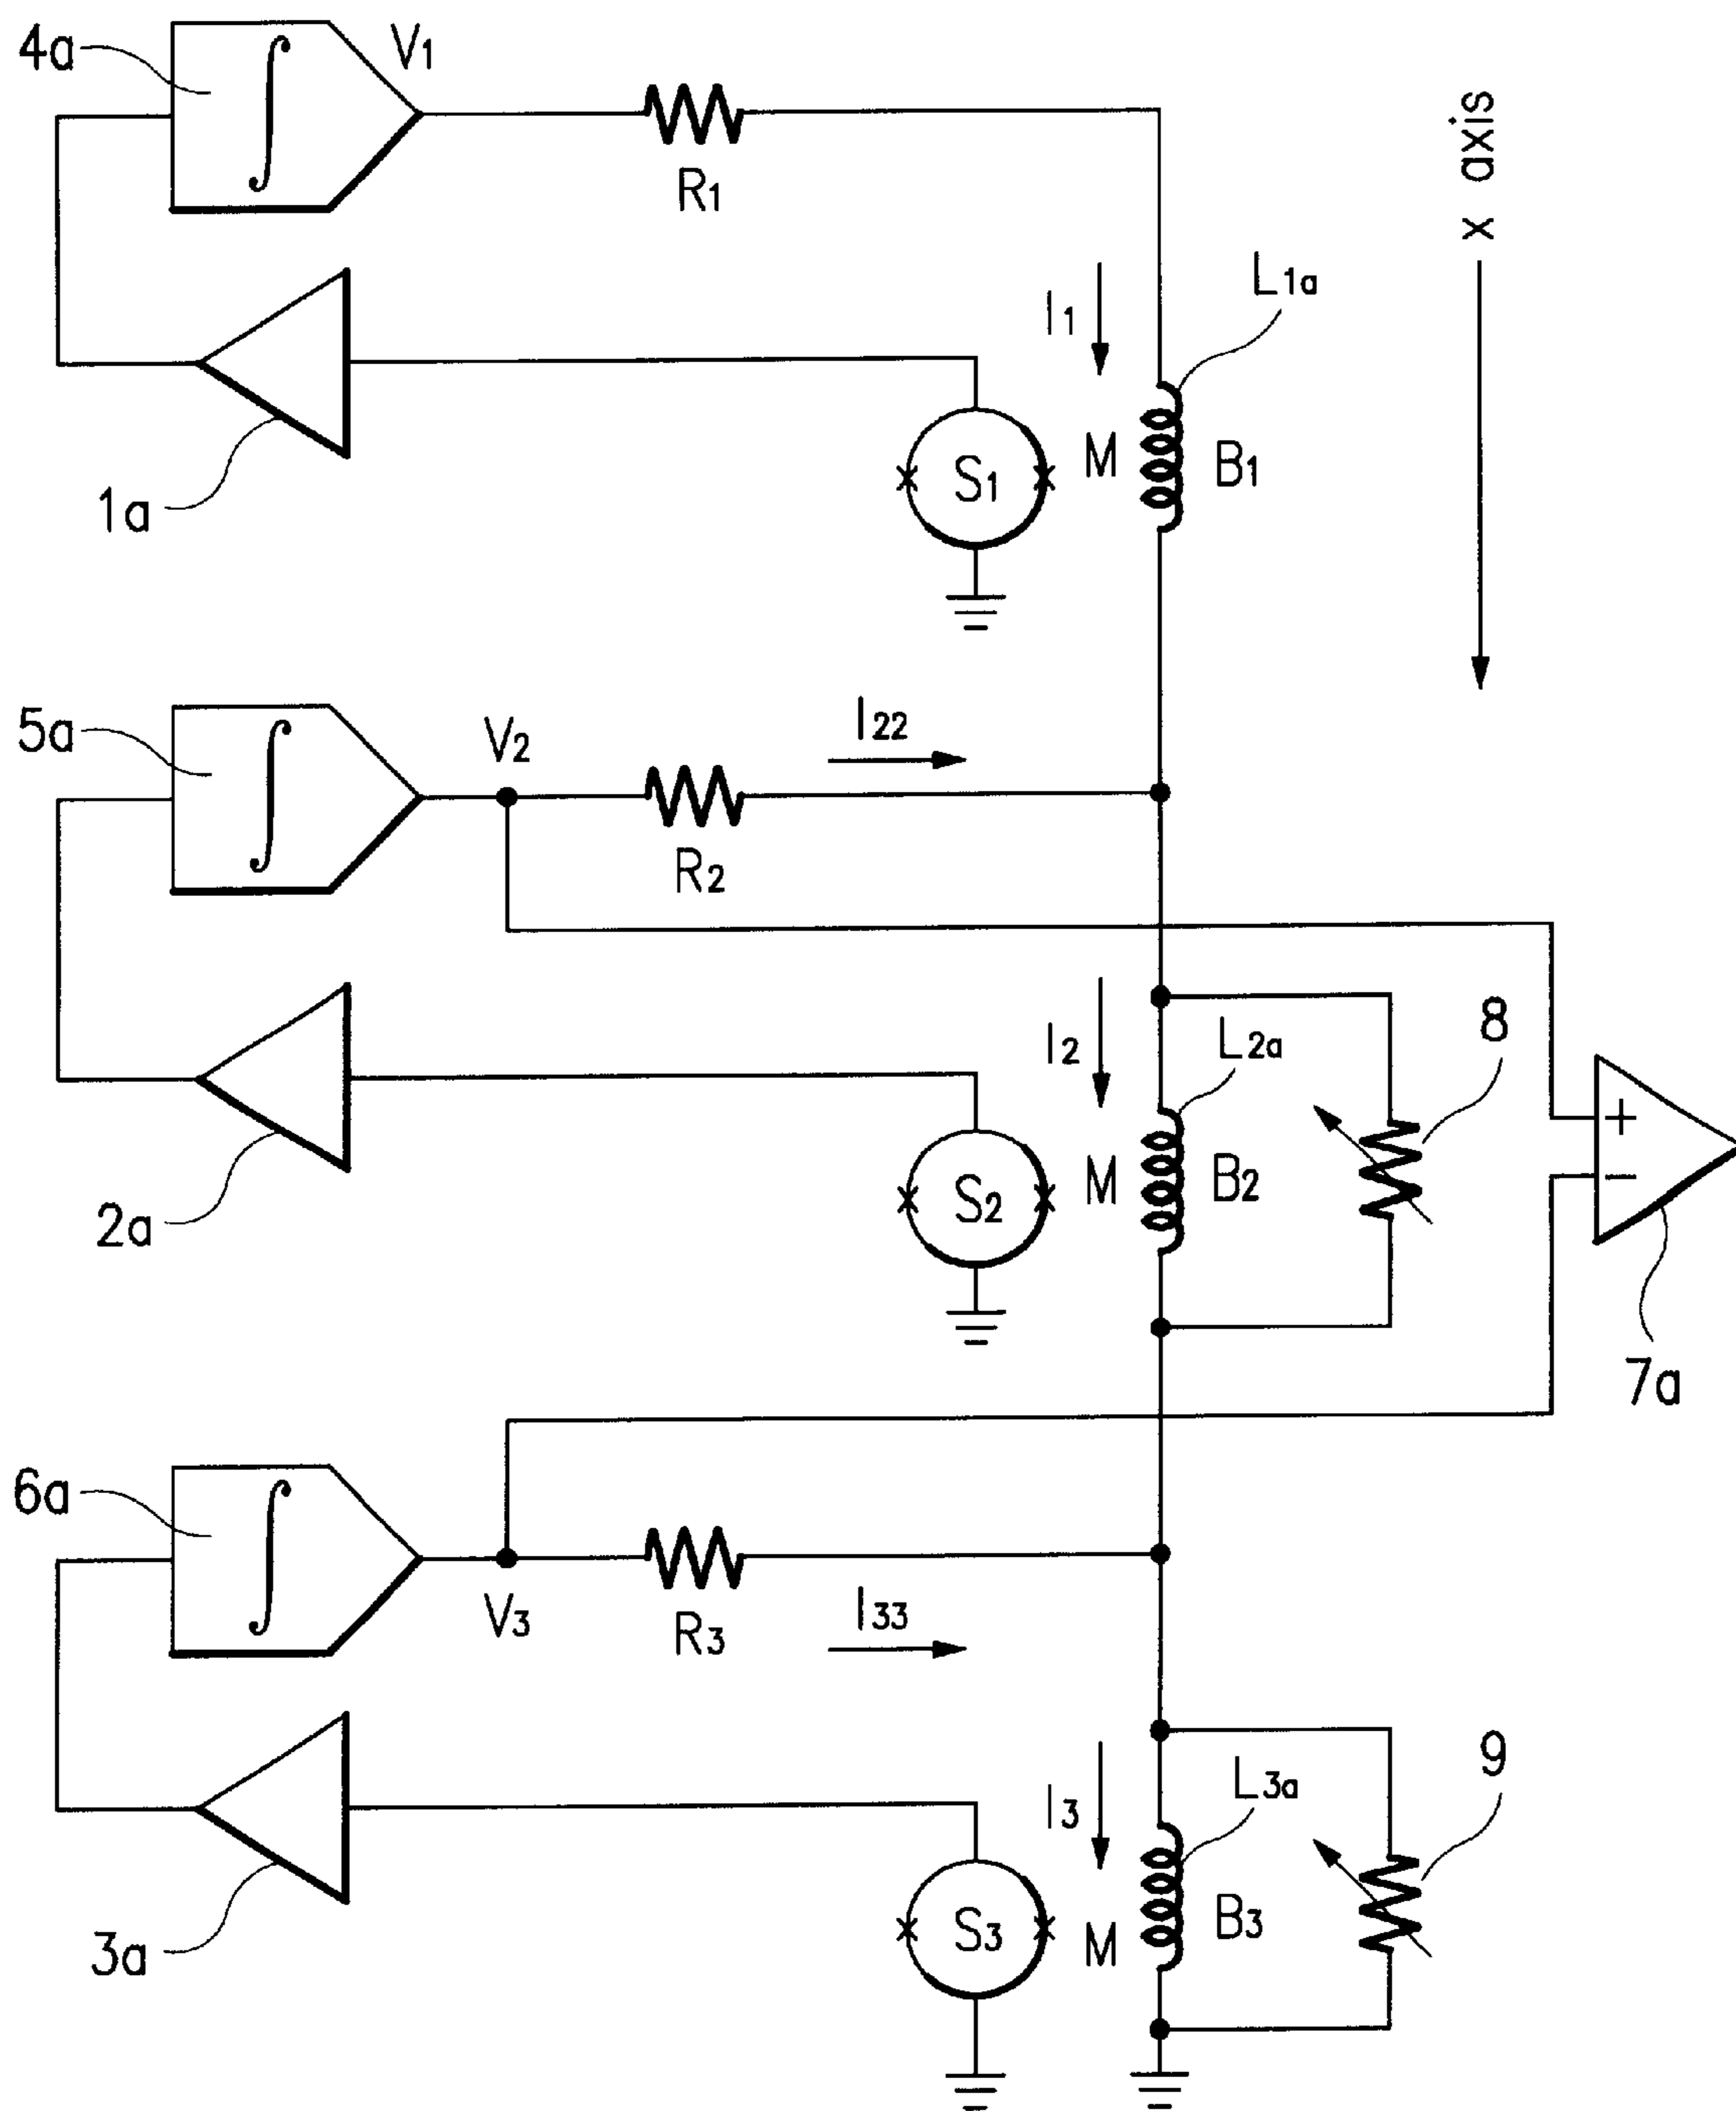 4a
V1
R1
x axis
I1
L1a
M
S1
B1
1a
5a
V2
I22
R2
I2
L2a
8
M
S2
B2
+
−
2a
7a
6a
V3
R3
I33
I3
L3a
9
M
S3
B3
3a